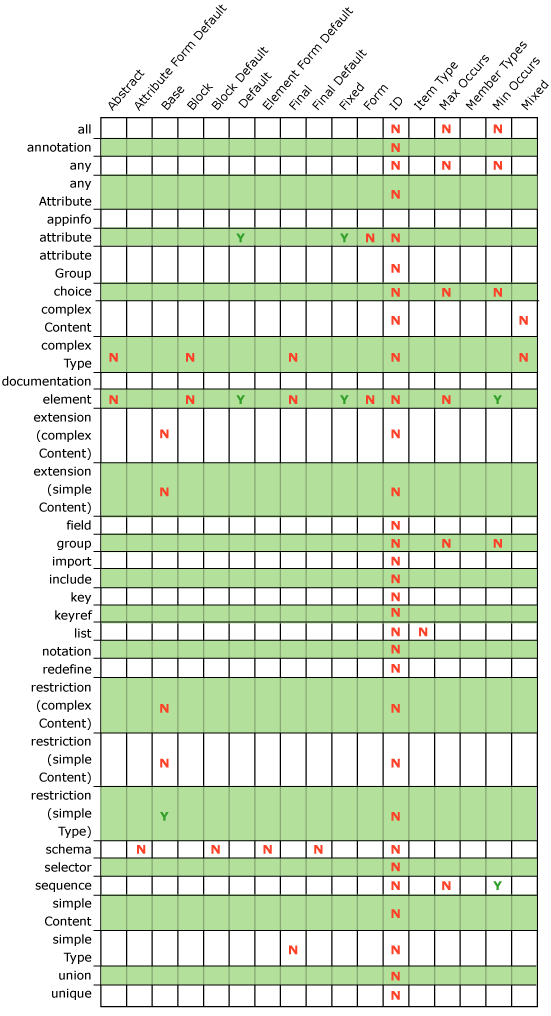 Abstract
Attribute Form Default
Base
Block
Block Default
Default
Element Form Default
Final
Final Default
Fixed
Form
ID
Item Type
Max Occurs
Member Types
Min Occurs
Mixed
all N N N
annotation N
any N N N
any
Attribute N
appinfo
attribute Y Y N N
attribute
Group N
choice N N N
complex
Content N N
complex
Type N N N N N
documentation
element N N Y N Y N N N Y
extension
(complex N N
Content)
extension
(simple N N
Content)
field N
group N N N
import N
include N
key N
keyref N
list N N
notation N
redefine N
restriction
(complex N N
Content)
restriction
(simple N N
Content)
restriction
(simple Y N
Type)
schema N N N N N
selector N
sequence N N Y
simple
Content N
simple
Type N N
union N
unique N